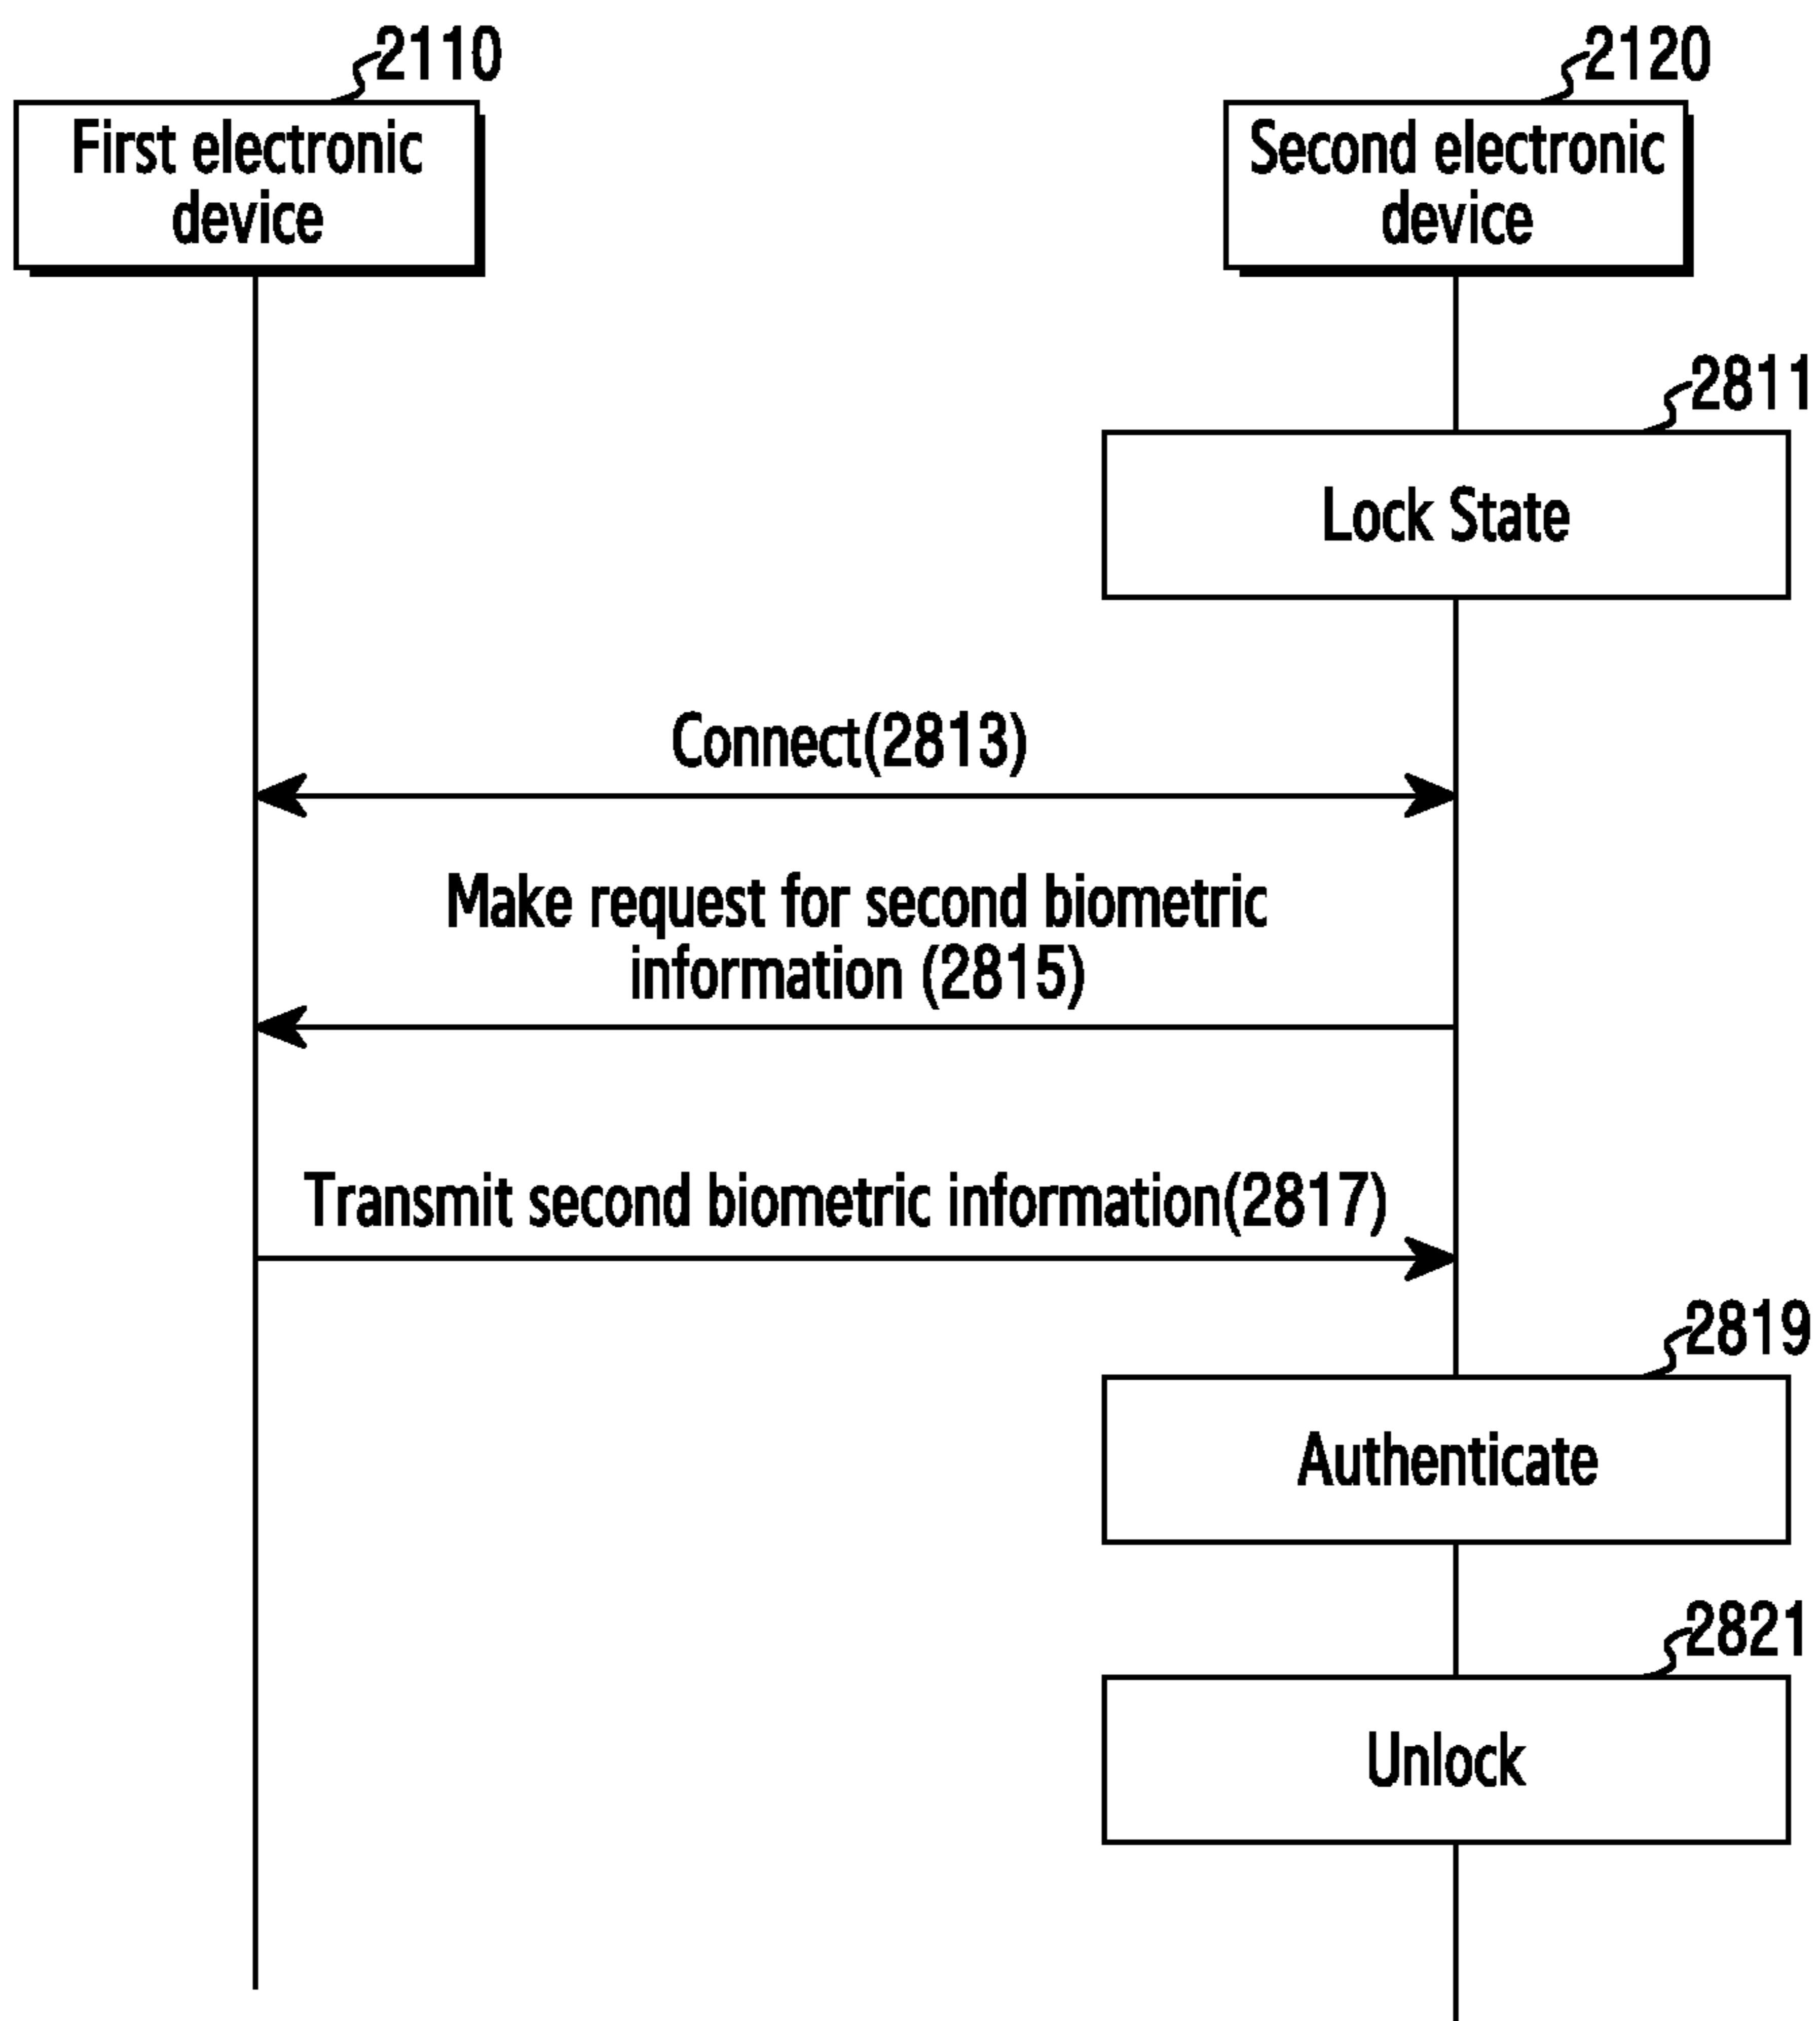 2110
2120
First electronic
device
Second electronic
device
2811
Lock State
Connect(2813)
Make request for second biometric
information (2815)
Transmit second biometric information(2817)
2819
Authenticate
2821
Unlock